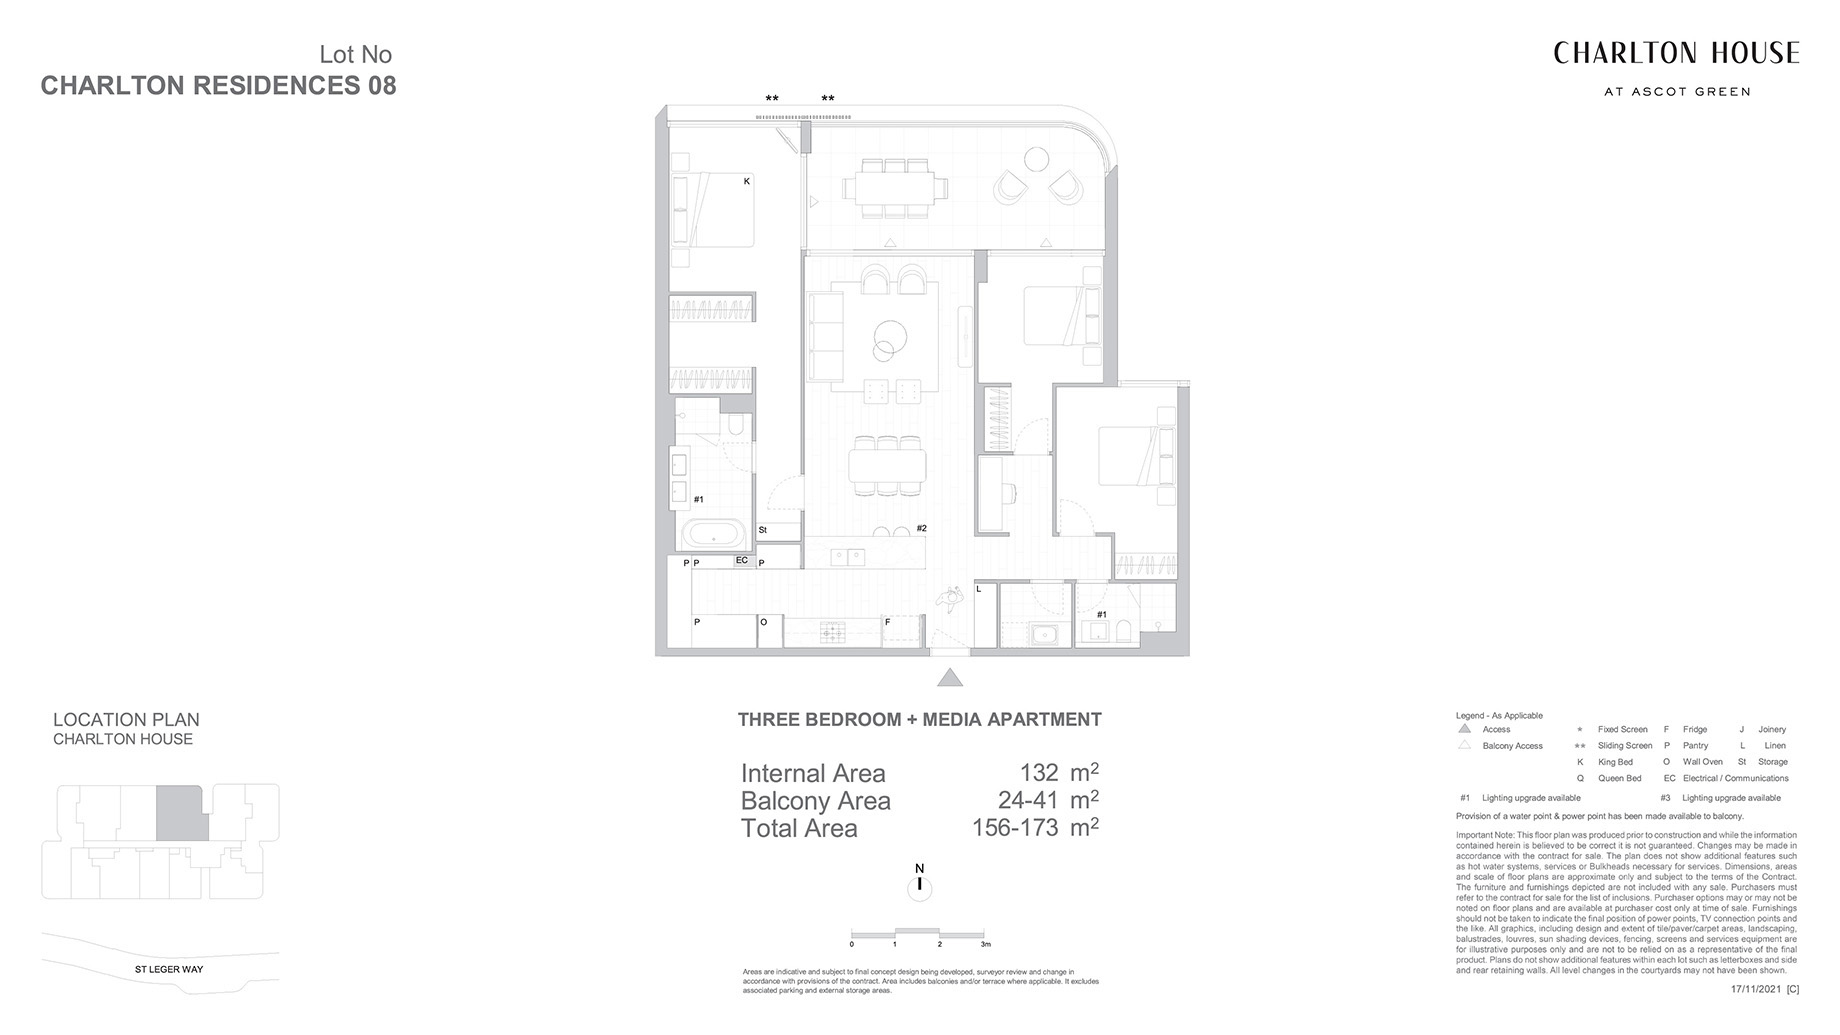 Lot No
CHARLTON RESIDENCES 08
CHARLTON HOUSE
AT ASCOT GREEN
** **
K
#1
St
#2
P P EC P
L
P O F
#1
THREE BEDROOM + MEDIA APARTMENT
Internal Area 132 m²
Balcony Area 24-41 m²
Total Area 156-173 m²
N
0 1 2 3m
Areas are indicative and subject to final concept design being developed, surveyor review and change in
accordance with provisions of the contract. Area includes balconies and/or terrace where applicable. It excludes
associated parking and external storage areas.
LOCATION PLAN
CHARLTON HOUSE
ST LEGER WAY
Legend - As Applicable
Access * Fixed Screen F Fridge J Joinery
Balcony Access ** Sliding Screen P Pantry L Linen
K King Bed O Wall Oven St Storage
Q Queen Bed EC Electrical / Communications
#1 Lighting upgrade available #3 Lighting upgrade available
Provision of a water point & power point has been made available to balcony.
Important Note: This floor plan was produced prior to construction and while the information
contained herein is believed to be correct it is not guaranteed. Changes may be made in
accordance with the contract for sale. The plan does not show additional features such
as hot water systems, services or Bulkheads necessary for services. Dimensions, areas
and scale of floor plans are approximate only and subject to the terms of the Contract.
The furniture and furnishings depicted are not included with any sale. Purchasers must
refer to the contract for sale for the list of inclusions. Purchaser options may or may not be
noted on floor plans and are available at purchaser cost only at time of sale. Furnishings
should not be taken to indicate the final position of power points, TV connection points and
the like. All graphics, including design and extent of tile/paver/carpet areas, landscaping,
balustrades, louvres, sun shading devices, fencing, screens and services equipment are
for illustrative purposes only and are not to be relied on as a representative of the final
product. Plans do not show additional features within each lot such as letterboxes and side
and rear retaining walls. All level changes in the courtyards may not have been shown.
17/11/2021 [C]